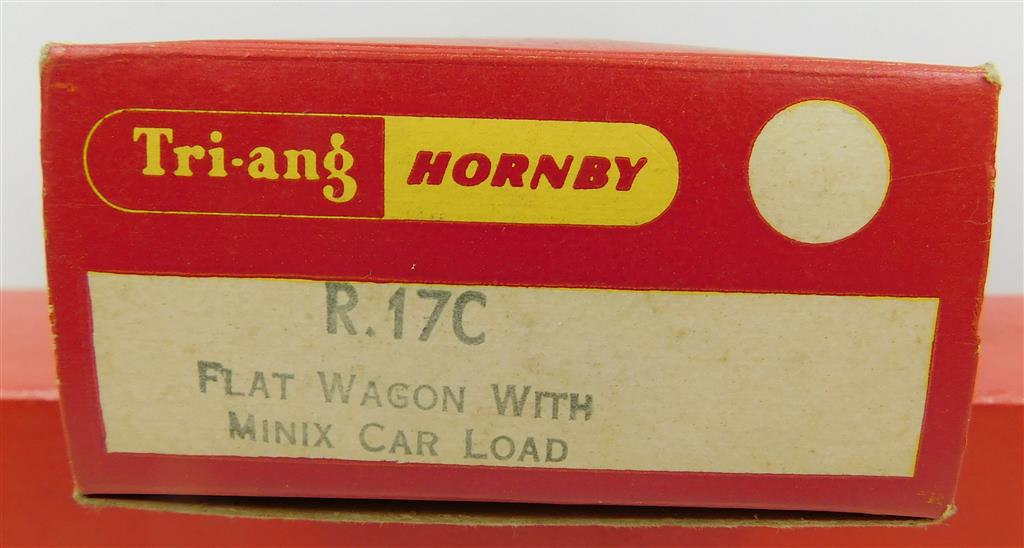 Tri-ang HORNBY
R.17C
FLAT WAGON WITH
MINIX CAR LOAD